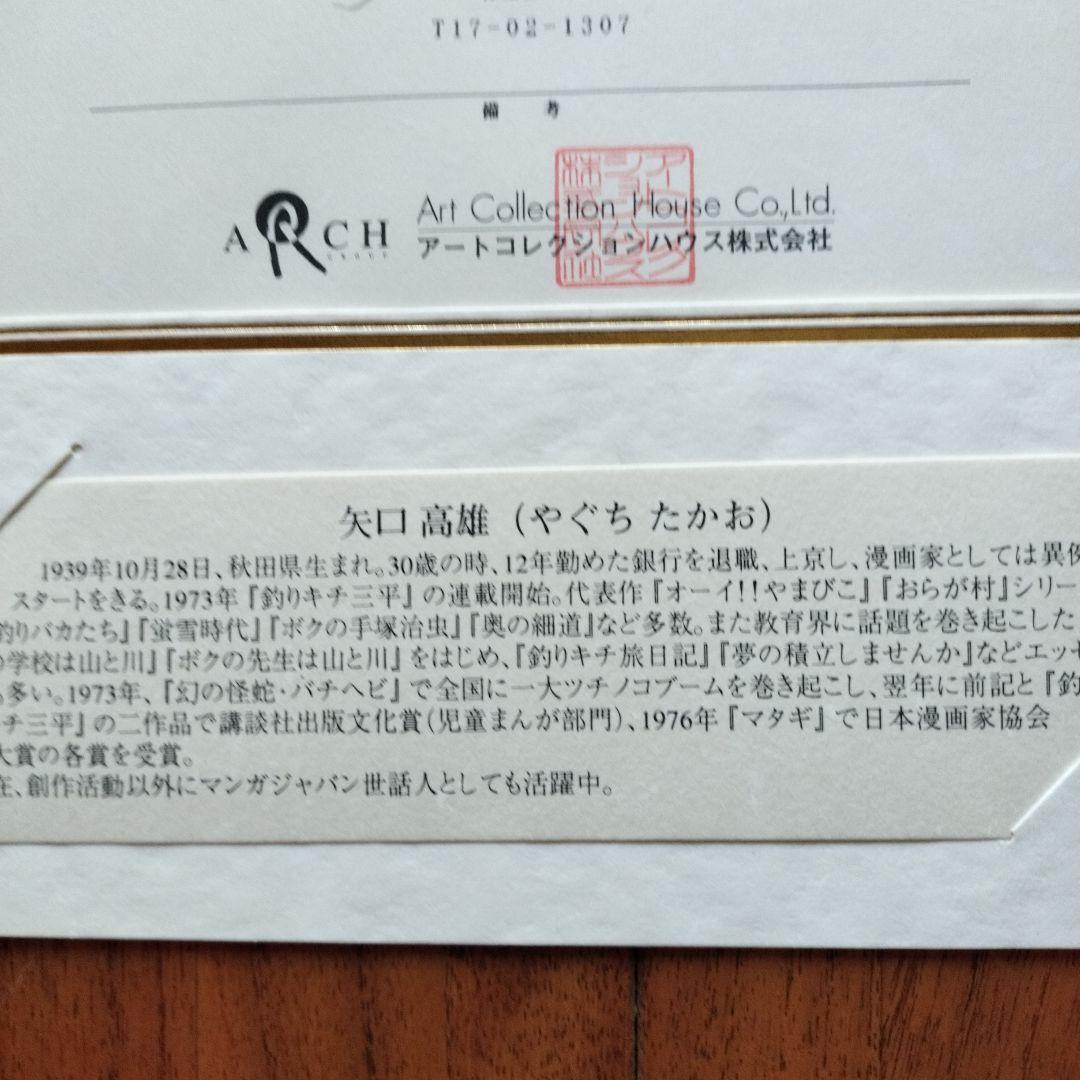 T17-02-1307
備 考
ARCH
Art Collection House Co.,Ltd.
アートコレクションハウス株式会社
矢口 高雄 (やぐち たかお)
1939年10月28日、秋田県生まれ。30歳の時、12年勤めた銀行を退職、上京し、漫画家としては異例
スタートをきる。1973年『釣りキチ三平』の連載開始。代表作『オーイ!!やまびこ』『おらが村』シリー
釣りバカたち』『蛍雪時代』『ボクの手塚治虫』『奥の細道』など多数。また教育界に話題を巻き起こした
の学校は山と川』『ボクの先生は山と川』をはじめ、『釣りキチ旅日記』『夢の積立しませんか』などエッセ
も多い。1973年、『幻の怪蛇・バチヘビ』で全国に一大ツチノコブームを巻き起こし、翌年に前記と『釣
チ三平』の二作品で講談社出版文化賞(児童まんが部門)、1976年『マタギ』で日本漫画家協会
大賞の各賞を受賞。
在、創作活動以外にマンガジャパン世話人としても活躍中。